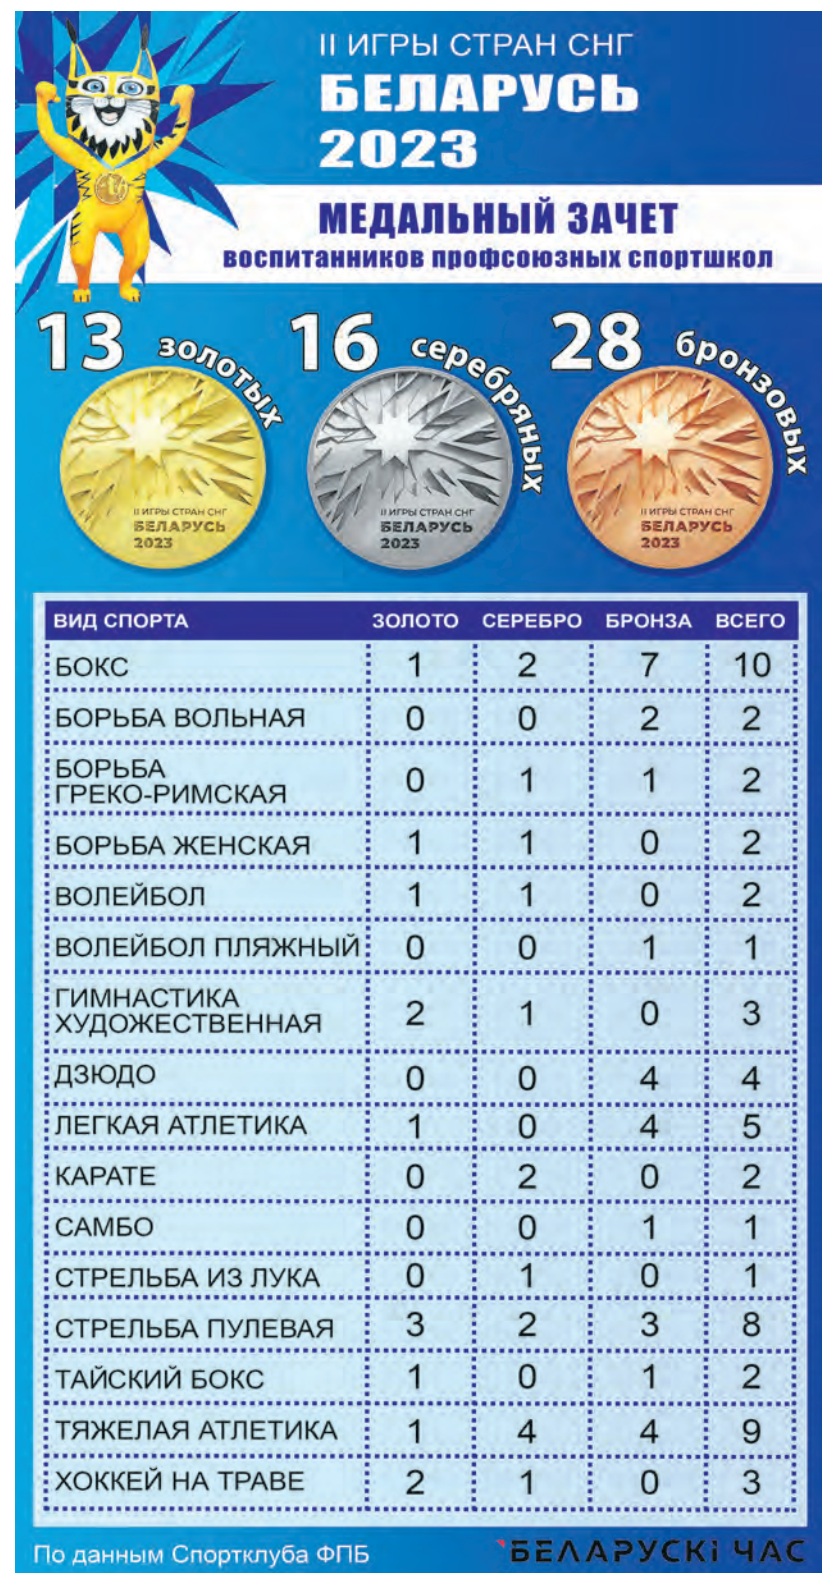 II ИГРЫ СТРАН СНГ
БЕЛАРУСЬ
2023
МЕДАЛЬНЫЙ ЗАЧЕТ
воспитанников профсоюзных спортшкол
13 золотых 16 серебряных 28 бронзовых
II ИГРЫ СТРАН СНГ
БЕЛАРУСЬ
2023
II ИГРЫ СТРАН СНГ
БЕЛАРУСЬ
2023
II ИГРЫ СТРАН СНГ
БЕЛАРУСЬ
2023
ВИД СПОРТА ЗОЛОТО СЕРЕБРО БРОНЗА ВСЕГО
БОКС 1 2 7 10
БОРЬБА ВОЛЬНАЯ 0 0 2 2
БОРЬБА
ГРЕКО-РИМСКАЯ 0 1 1 2
БОРЬБА ЖЕНСКАЯ 1 1 0 2
ВОЛЕЙБОЛ 1 1 0 2
ВОЛЕЙБОЛ ПЛЯЖНЫЙ 0 0 1 1
ГИМНАСТИКА
ХУДОЖЕСТВЕННАЯ 2 1 0 3
ДЗЮДО 0 0 4 4
ЛЕГКАЯ АТЛЕТИКА 1 0 4 5
КАРАТЕ 0 2 0 2
САМБО 0 0 1 1
СТРЕЛЬБА ИЗ ЛУКА 0 1 0 1
СТРЕЛЬБА ПУЛЕВАЯ 3 2 3 8
ТАЙСКИЙ БОКС 1 0 1 2
ТЯЖЕЛАЯ АТЛЕТИКА 1 4 4 9
ХОККЕЙ НА ТРАВЕ 2 1 0 3
По данным Спортклуба ФПБ
БЕЛАРУСКІ ЧАС